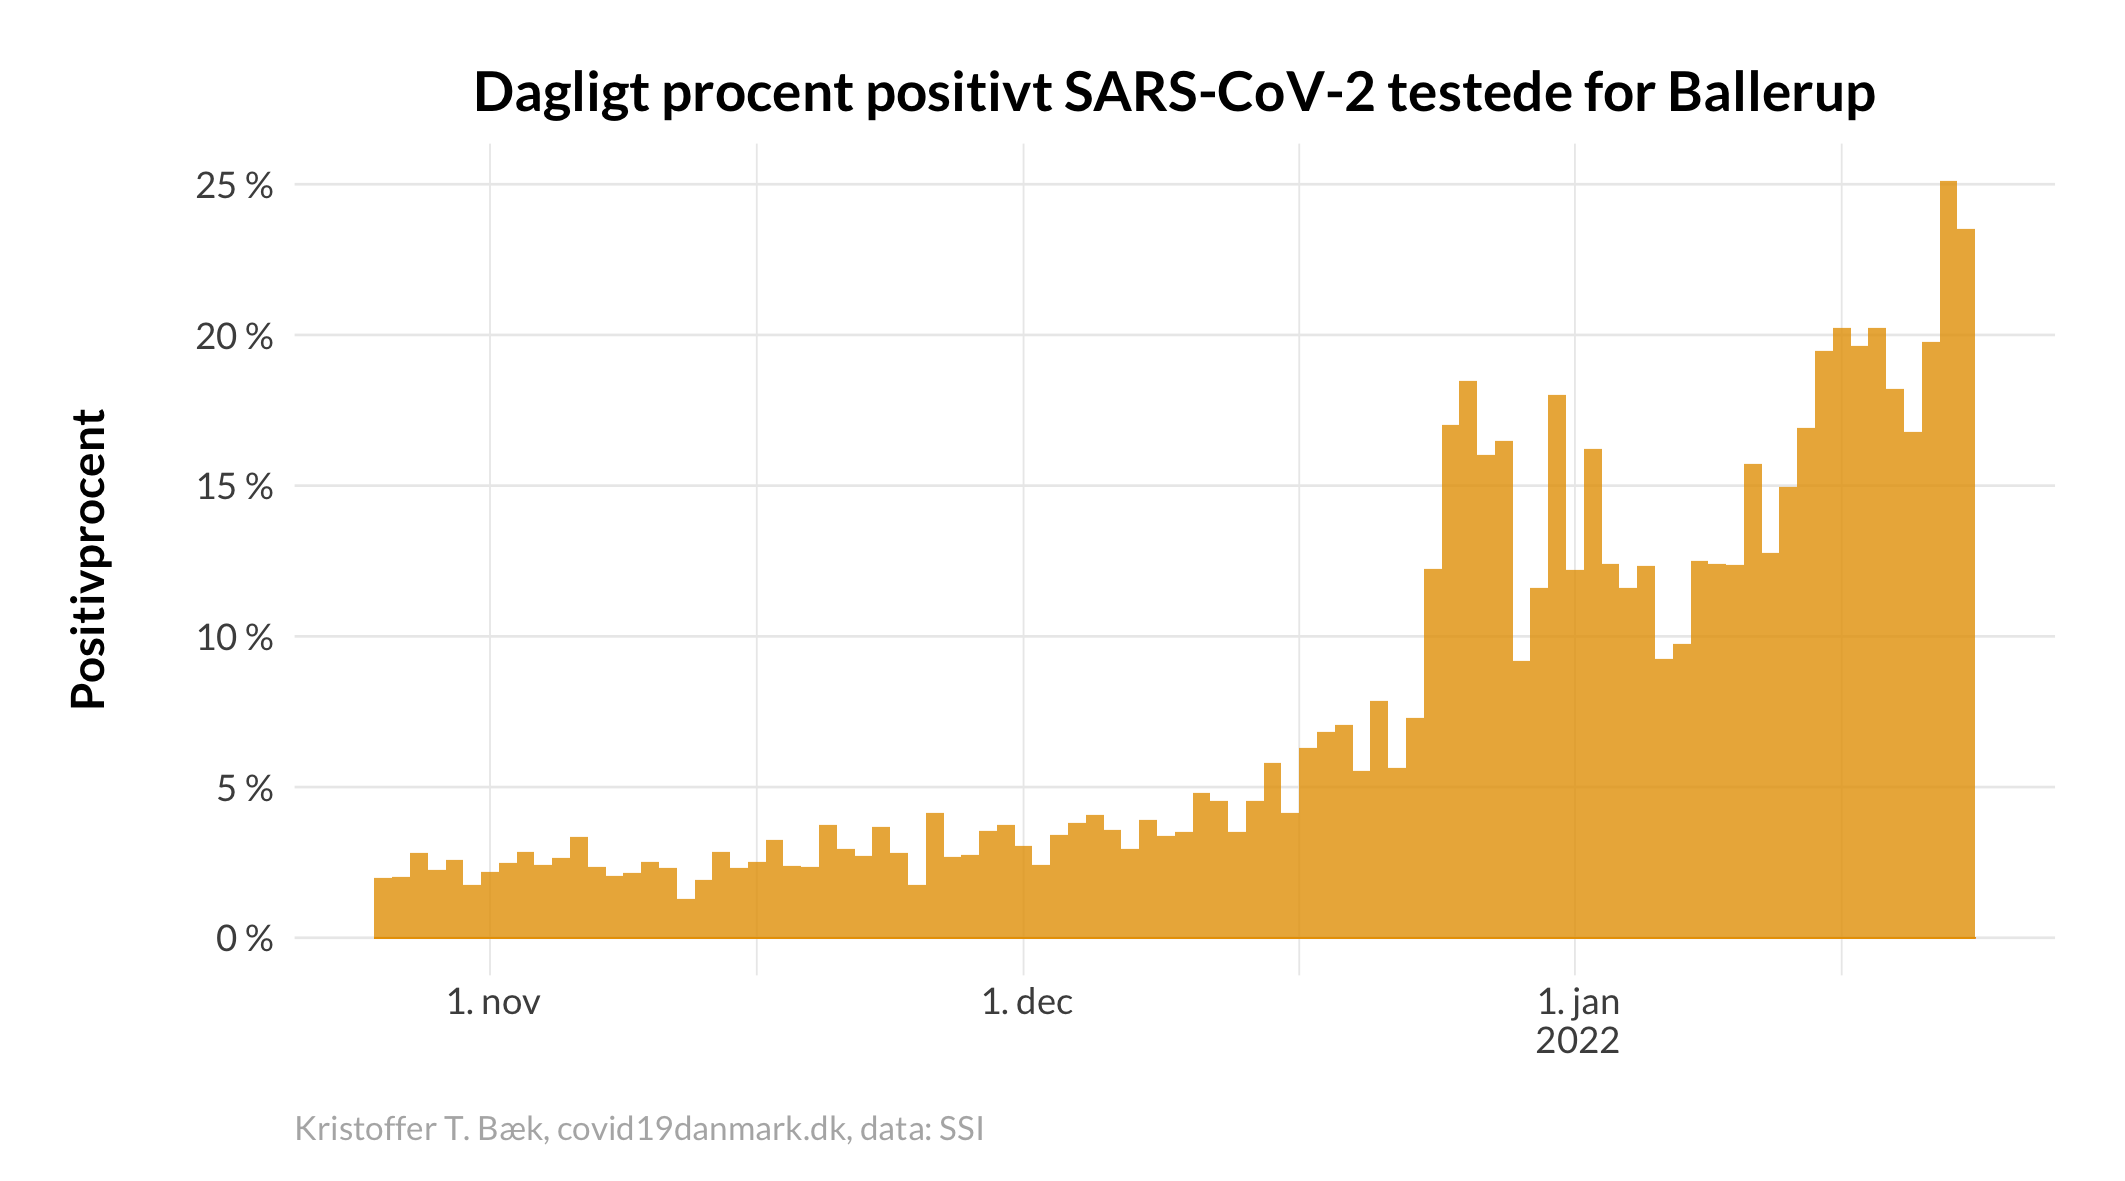 Dagligt procent positivt SARS-CoV-2 testede for Ballerup
Positivprocent
25 %
20 %
15 %
10 %
5 %
0 %
1. nov
1. dec
1. jan
2022
Kristoffer T. Bæk, covid19danmark.dk, data: SSI